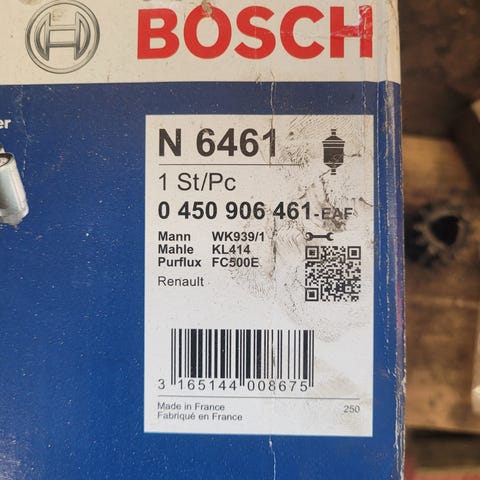 BOSCH
er
N 6461
1 St/Pc
0 450 906 461-EAF
Mann WK939/1
Mahle KL414
Purflux FC500E
Renault
3 165144 008675
Made in France
Fabriqué en France
250